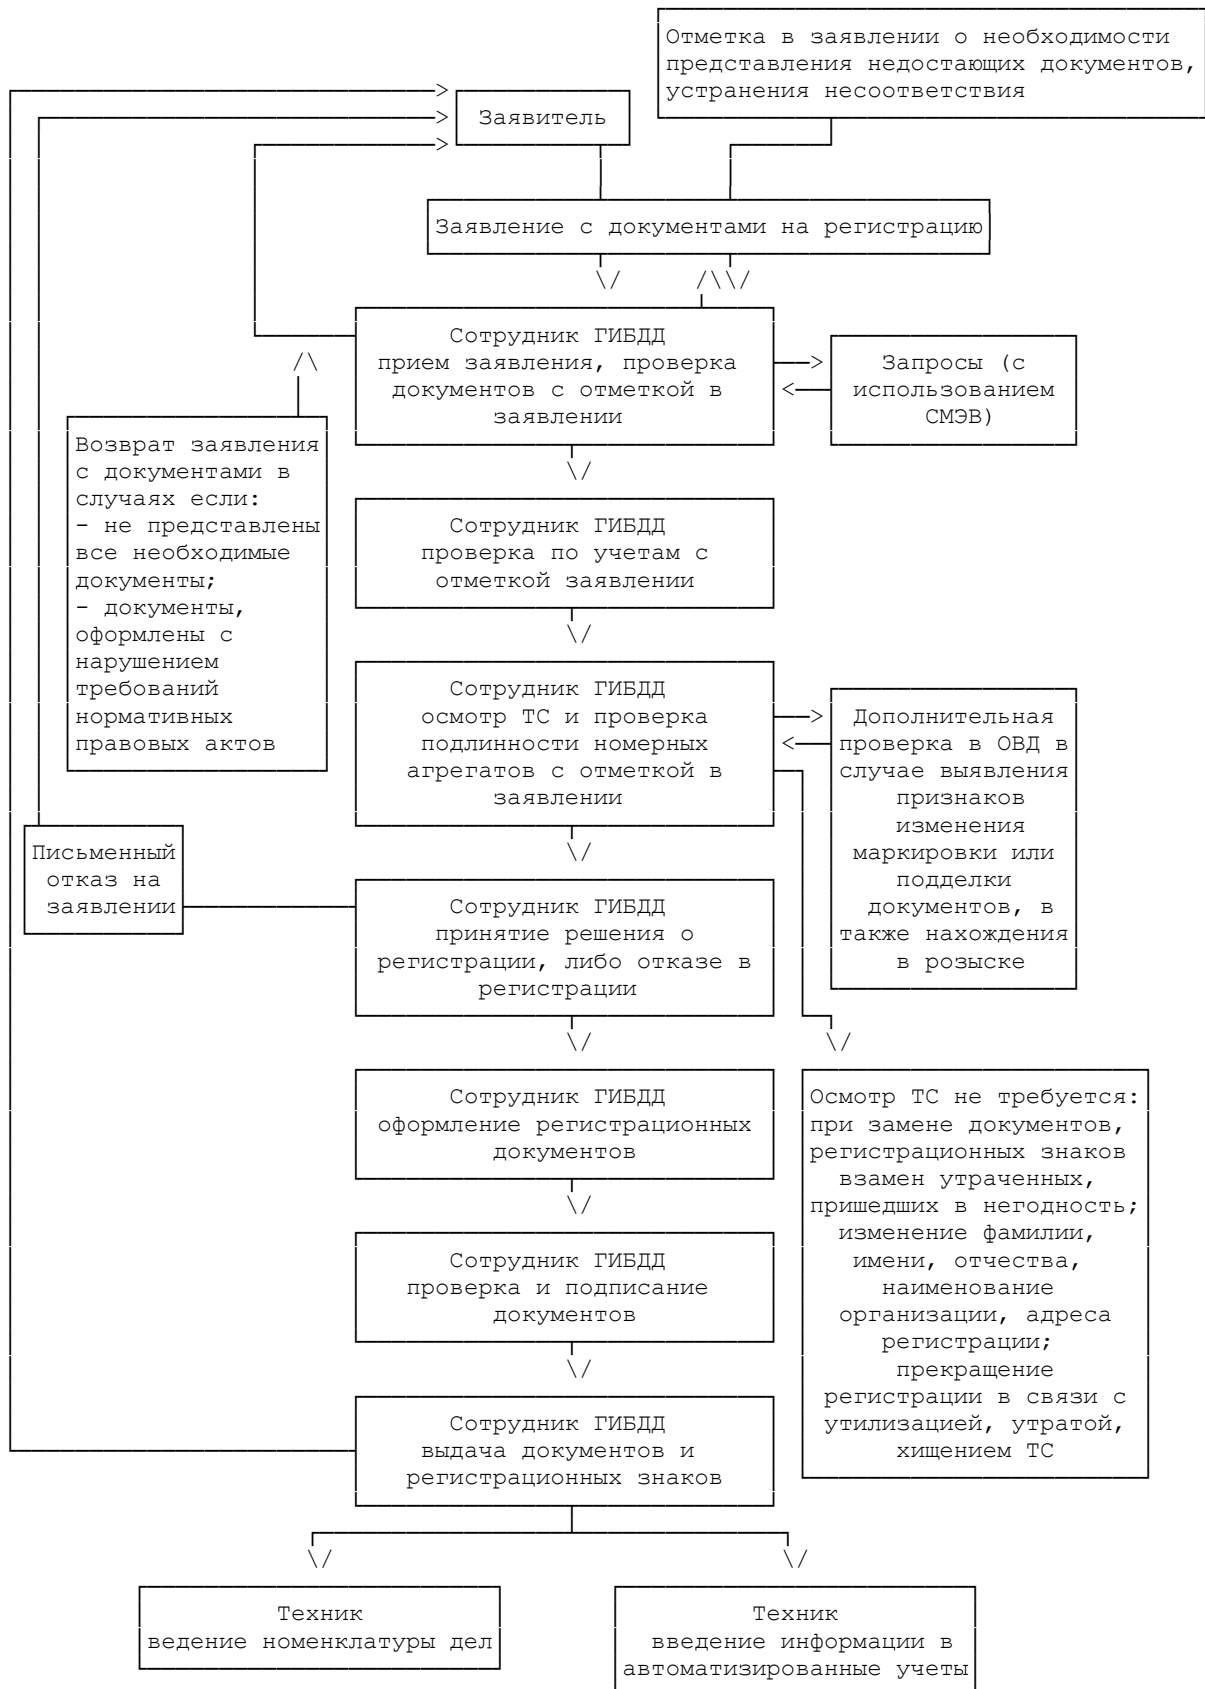 Отметка в заявлении о необходимости
представления недостающих документов,
устранения несоответствия
Заявитель
Заявление с документами на регистрацию
Сотрудник ГИБДД
прием заявления, проверка
документов с отметкой в
заявлении
Запросы (с
использованием
СМЭВ)
Возврат заявления
с документами в
случаях если:
- не представлены
все необходимые
документы;
- документы,
оформлены с
нарушением
требований
нормативных
правовых актов
Сотрудник ГИБДД
проверка по учетам с
отметкой заявлении
Сотрудник ГИБДД
осмотр ТС и проверка
подлинности номерных
агрегатов с отметкой в
заявлении
Дополнительная
проверка в ОВД в
случае выявления
признаков
изменения
маркировки или
подделки
документов, в
также нахождения
в розыске
Письменный
отказ на
заявлении
Сотрудник ГИБДД
принятие решения о
регистрации, либо отказе в
регистрации
Сотрудник ГИБДД
оформление регистрационных
документов
Осмотр ТС не требуется:
при замене документов,
регистрационных знаков
взамен утраченных,
пришедших в негодность;
изменение фамилии,
имени, отчества,
наименование
организации, адреса
регистрации;
прекращение
регистрации в связи с
утилизацией, утратой,
хищением ТС
Сотрудник ГИБДД
проверка и подписание
документов
Сотрудник ГИБДД
выдача документов и
регистрационных знаков
Техник
ведение номенклатуры дел
Техник
введение информации в
автоматизированные учеты